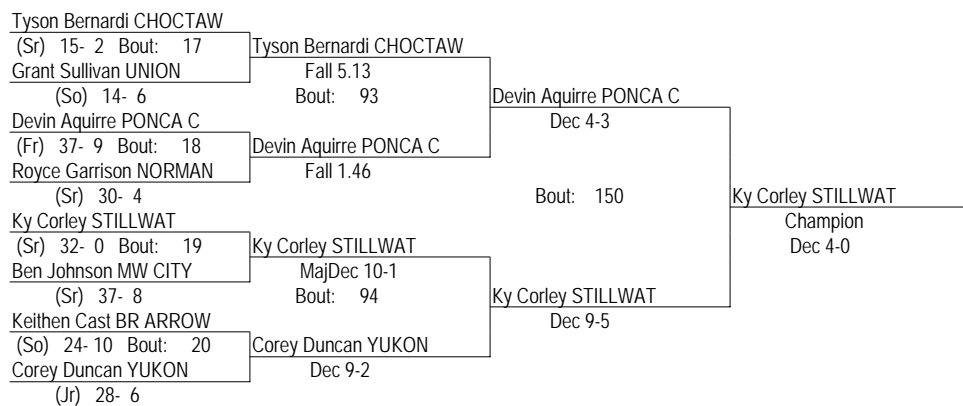 Tyson Bernardi CHOCTAW
(Sr) 15- 2 Bout: 17
Grant Sullivan UNION
(So) 14- 6
Devin Aquirre PONCA C
(Fr) 37- 9 Bout: 18
Royce Garrison NORMAN
(Sr) 30- 4
Ky Corley STILLWAT
(Sr) 32- 0 Bout: 19
Ben Johnson MW CITY
(Sr) 37- 8
Keithen Cast BR ARROW
(So) 24- 10 Bout: 20
Corey Duncan YUKON
(Jr) 28- 6
Tyson Bernardi CHOCTAW
Fall 5.13
Bout: 93
Devin Aquirre PONCA C
Fall 1.46
Ky Corley STILLWAT
MajDec 10-1
Bout: 94
Corey Duncan YUKON
Dec 9-2
Devin Aquirre PONCA C
Dec 4-3
Bout: 150
Ky Corley STILLWAT
Dec 9-5
Ky Corley STILLWAT
Champion
Dec 4-0